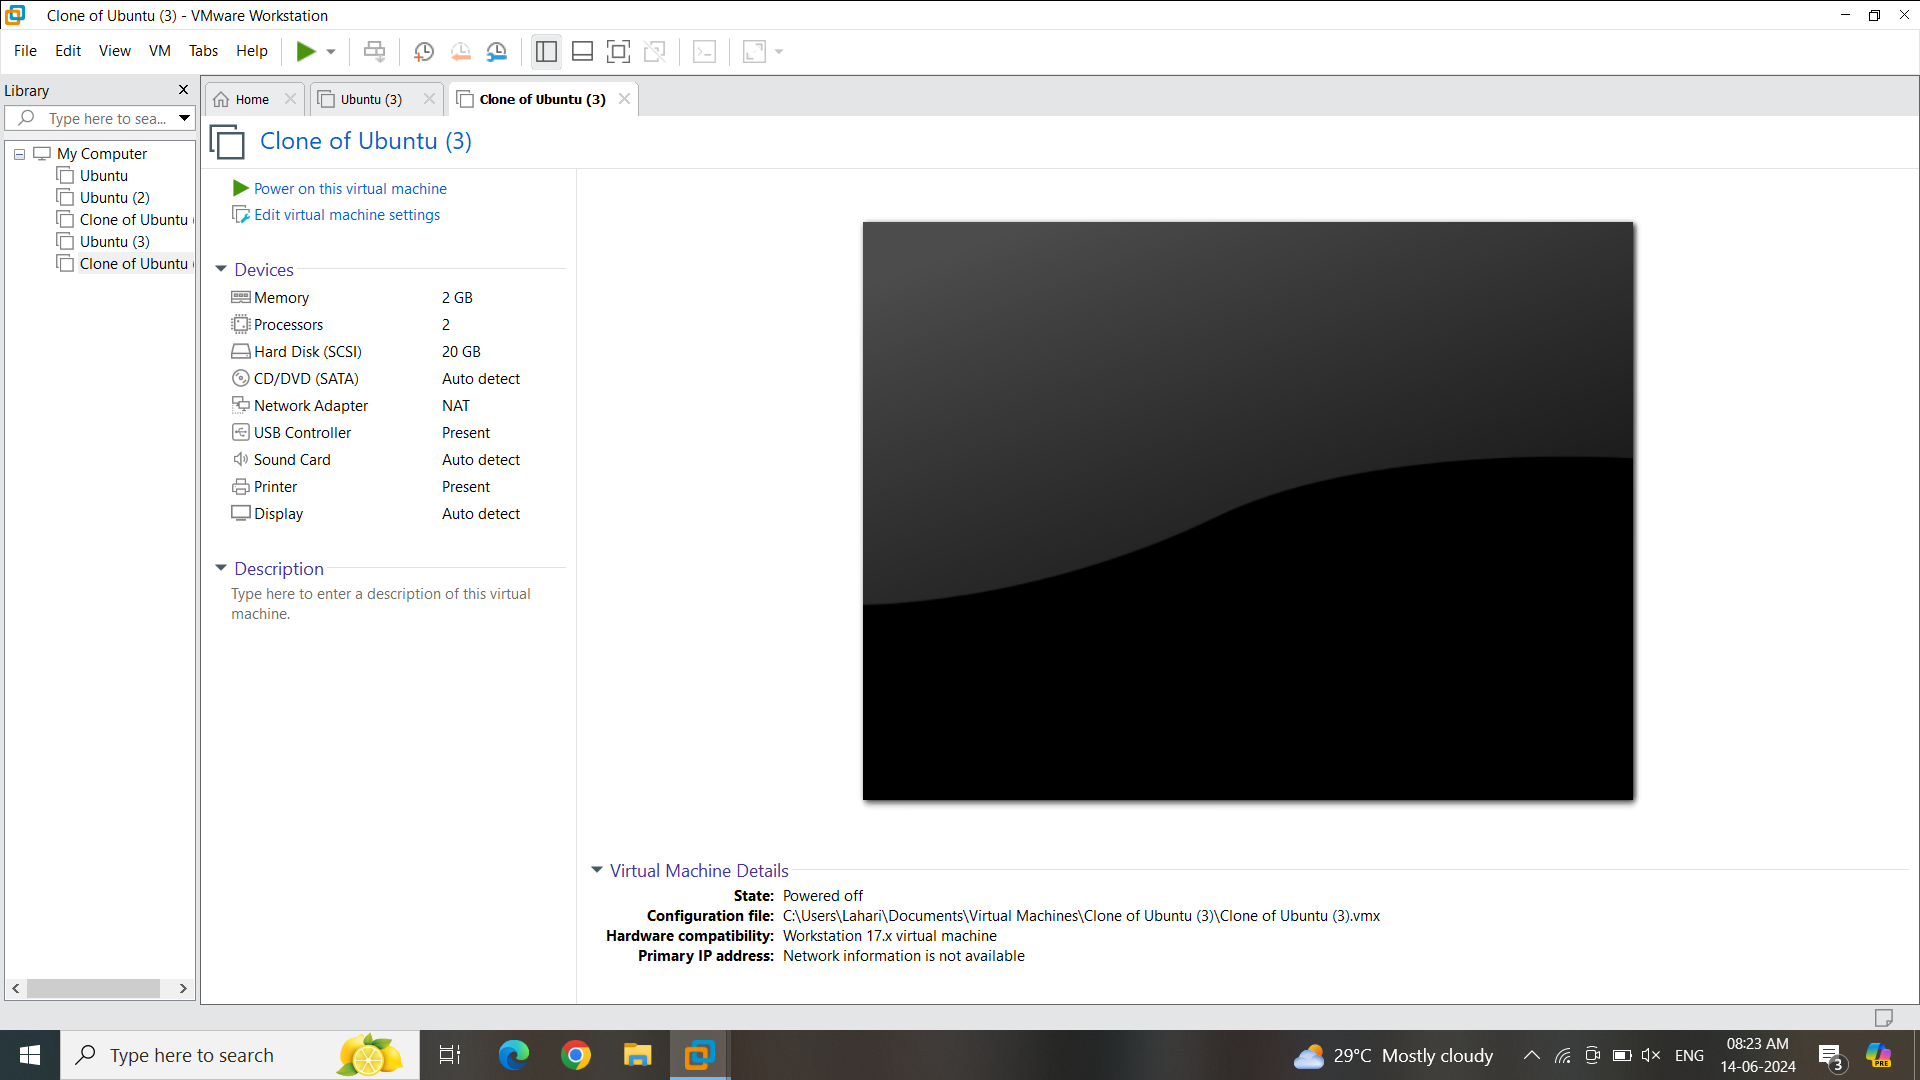 Clone of Ubuntu (3) - VMware Workstation
File Edit View VM Tabs Help
Library
Type here to sea...
My Computer
Ubuntu
Ubuntu (2)
Clone of Ubuntu
Ubuntu (3)
Clone of Ubuntu
Home
Ubuntu (3)
Clone of Ubuntu (3)
Clone of Ubuntu (3)
Power on this virtual machine
Edit virtual machine settings
Devices
Memory 2 GB
Processors 2
Hard Disk (SCSI) 20 GB
CD/DVD (SATA) Auto detect
Network Adapter NAT
USB Controller Present
Sound Card Auto detect
Printer Present
Display Auto detect
Description
Type here to enter a description of this virtual
machine.
Virtual Machine Details
State: Powered off
Configuration file: C:\Users\Lahari\Documents\Virtual Machines\Clone of Ubuntu (3)\Clone of Ubuntu (3).vmx
Hardware compatibility: Workstation 17.x virtual machine
Primary IP address: Network information is not available
Type here to search
29°C Mostly cloudy
ENG
08:23 AM
14-06-2024
3
PRE